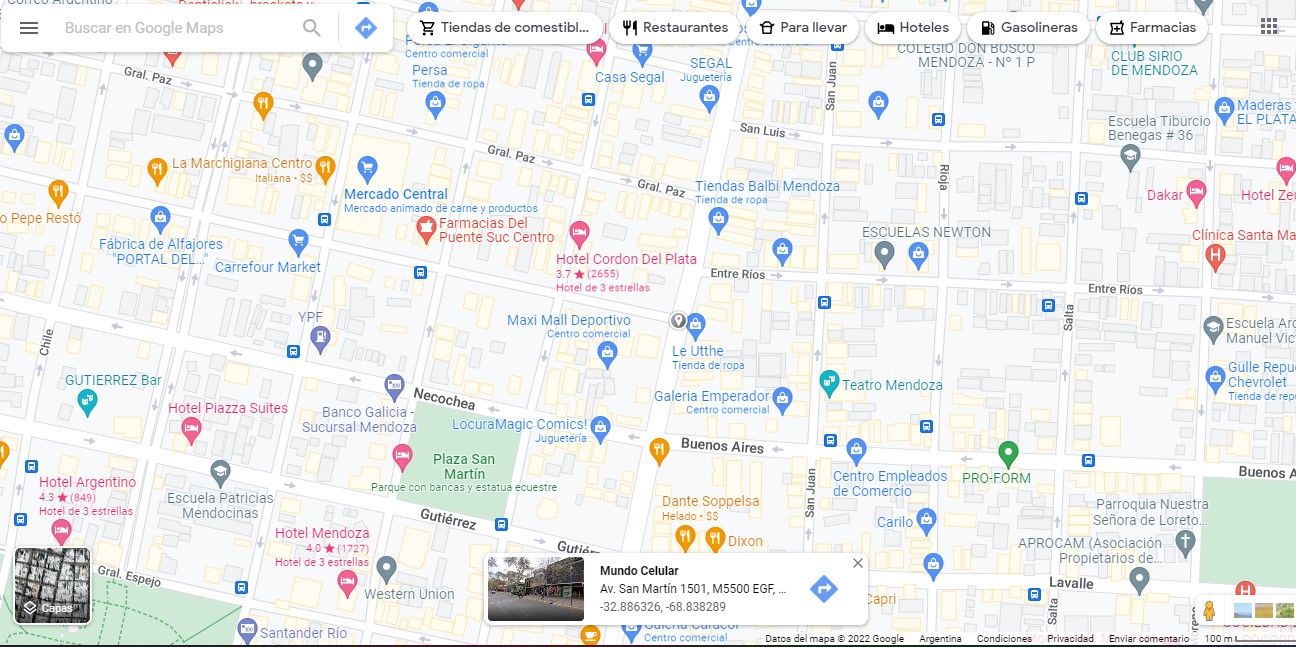 Buscar en Google Maps
Tiendas de comestibl...
Restaurantes
Para llevar
Hoteles
Gasolineras
Farmacias
Centro comercial
Persa
Tienda de ropa
Casa Segal
SEGAL
Juguetería
San Juan
COLEGIO DON BOSCO
MENDOZA - Nº 1 P
CLUB SIRIO
DE MENDOZA
Maderas
EL PLATA
Gral. Paz
Gral. Paz
Gral. Paz
San Luis
Escuela Tiburcio
Benegas # 36
La Marchigiana Centro
Italiana • $$
Mercado Central
Mercado animado de carne y productos
Tiendas Balbi Mendoza
Tienda de ropa
Rioja
Dakar
Hotel Zeu
o Pepe Restó
Farmacias Del
Puente Suc Centro
Fábrica de Alfajores
"PORTAL DEL..."
Carrefour Market
Hotel Cordon Del Plata
3.7 ★ (2655)
Hotel de 3 estrellas
ESCUELAS NEWTON
Clínica Santa Ma
Entre Ríos
Entre Ríos
Chile
YPF
Maxi Mall Deportivo
Centro comercial
Salta
Escuela Arc
Manuel Vic
Le Utthe
Tienda de ropa
Gulle Repu
Chevrolet
Tienda de repu
GUTIERREZ Bar
Hotel Piazza Suites
Necochea
Banco Galicia -
Sucursal Mendoza
LocuraMagic Comics!
Juguetería
Galeria Emperador
Centro comercial
Teatro Mendoza
Buenos Aires
Buenos A
Plaza San
Martín
Parque con bancas y estatua ecuestre
Hotel Argentino
4.3 ★ (849)
Hotel de 3 estrellas
Escuela Patricias
Mendocinas
Centro Empleados
de Comercio
PRO-FORM
San Juan
Dante Soppelsa
Helado • $$
Dixon
Carilo
Parroquia Nuestra
Señora de Loreto...
Gutiérrez
Gutiérr
Hotel Mendoza
4.0 ★ (1727)
Hotel de 3 estrellas
APROCAM (Asociación
Propietarios de...
Gral. Espejo
Western Union
Mundo Celular
Av. San Martín 1501, M5500 EGF, ...
-32.886326, -68.838289
Lavalle
Salta
Capri
Capas
Santander Río
Galería Caracol
Centro comercial
Datos del mapa © 2022 Google
Argentina
Condiciones
Privacidad
Enviar comentario
100 m